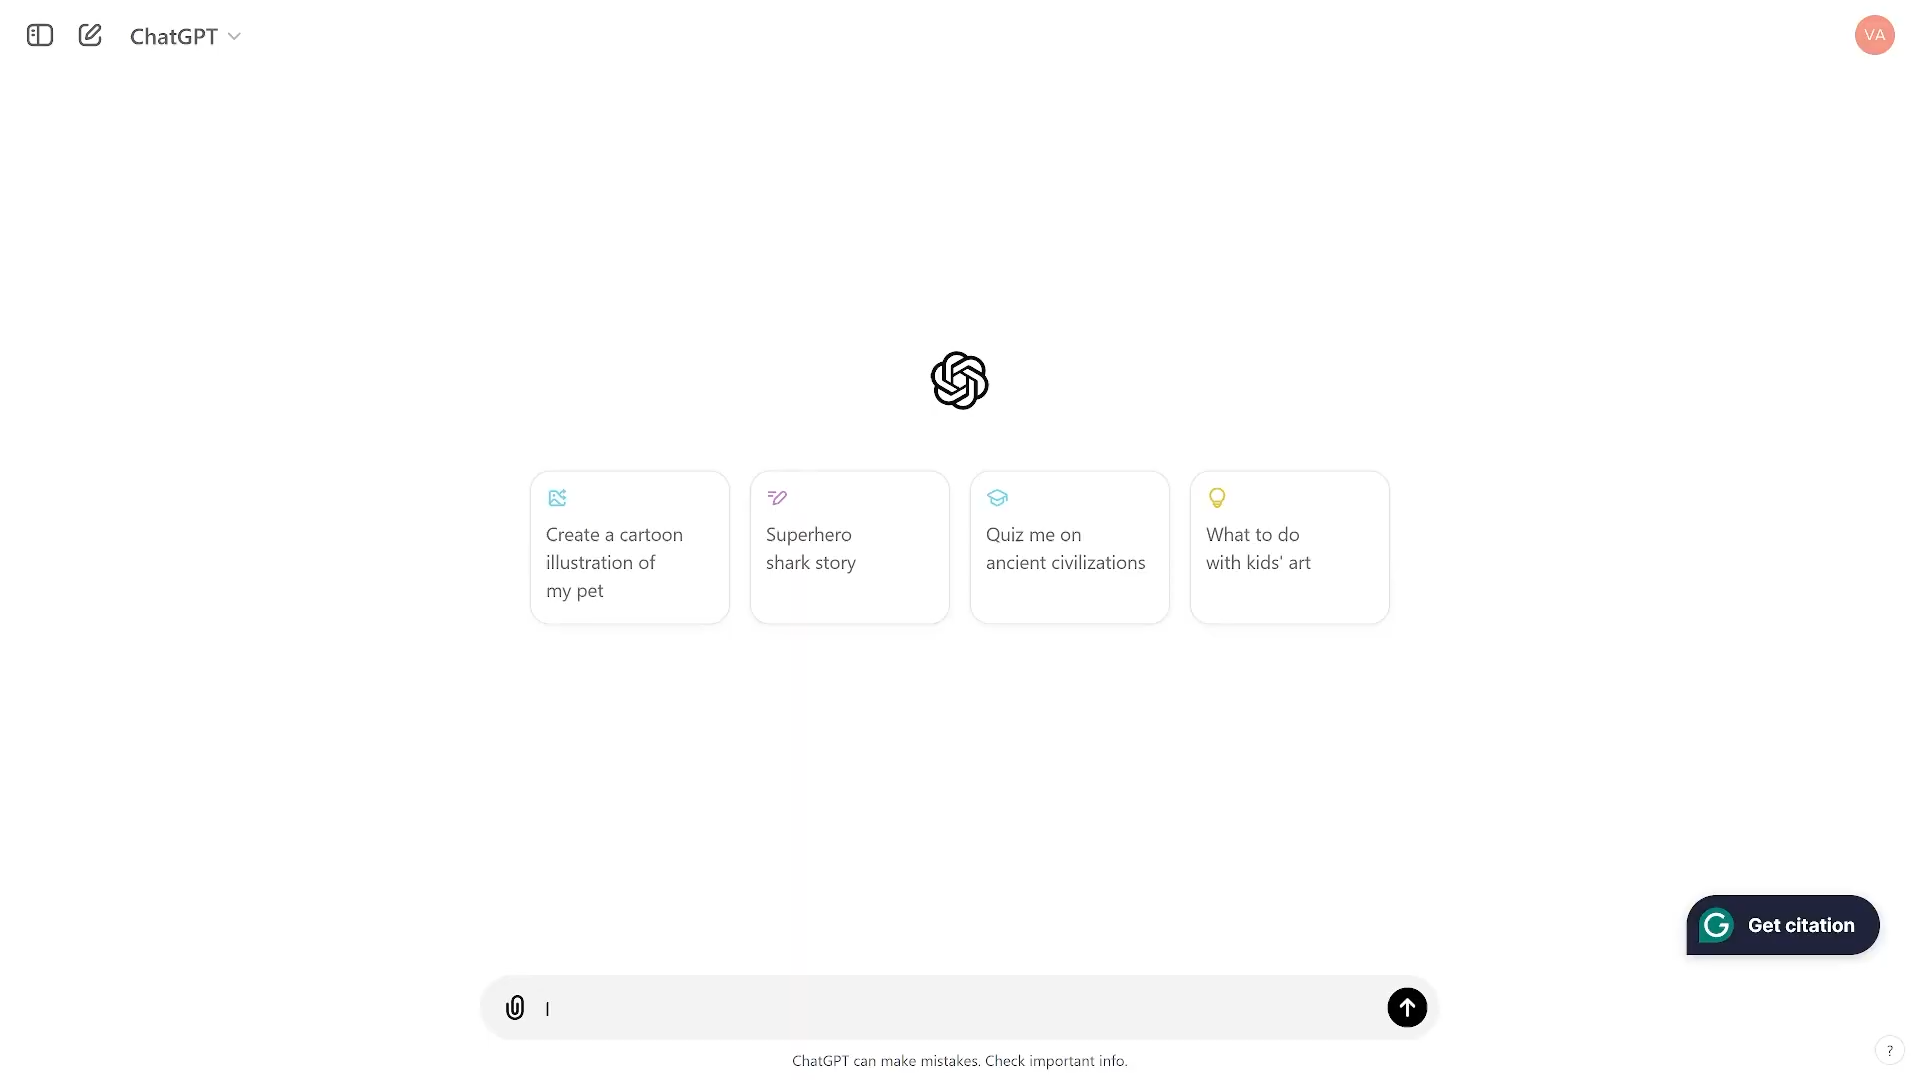 ChatGPT
VA
Create a cartoon
illustration of
my pet
Superhero
shark story
Quiz me on
ancient civilizations
What to do
with kids' art
Get citation
ChatGPT can make mistakes. Check important info.
?